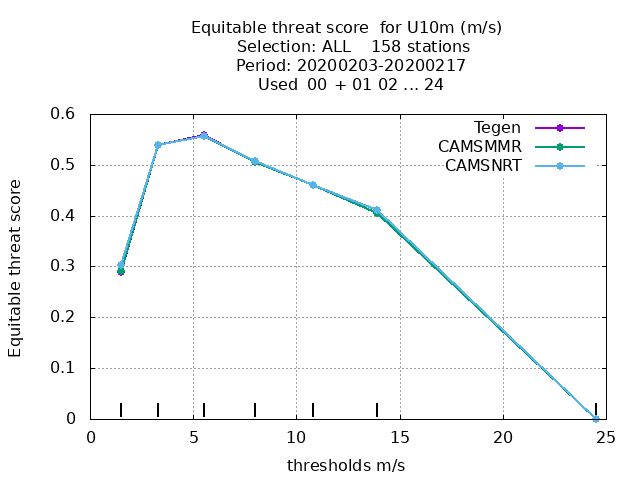 Equitable threat score  for U10m (m/s)
Selection: ALL    158 stations
Period: 20200203-20200217
Used  00  + 01 02 ... 24
Tegen
CAMSMMR
CAMSNRT
0.6
0.5
0.4
0.3
0.2
0.1
0
Equitable threat score
0 5 10 15 20 25
thresholds m/s